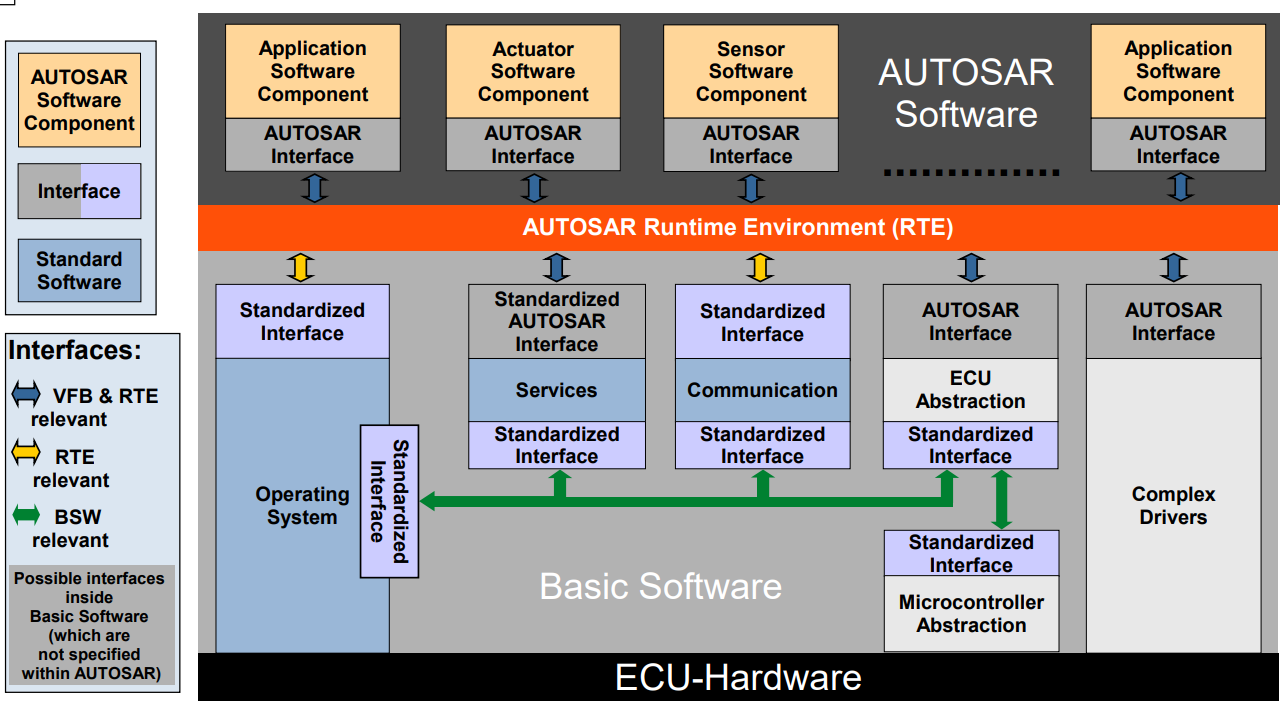 AUTOSAR
Software
Component
Interface
Standard
Software
Interfaces:
VFB & RTE
relevant
RTE
relevant
BSW
relevant
Possible interfaces
inside
Basic Software
(which are
not specified
within AUTOSAR)
Application
Software
Component
AUTOSAR
Interface
Actuator
Software
Component
AUTOSAR
Interface
Sensor
Software
Component
AUTOSAR
Interface
AUTOSAR
Software
..............
Application
Software
Component
AUTOSAR
Interface
AUTOSAR Runtime Environment (RTE)
Standardized
Interface
Operating
System
Standardized
Interface
Standardized
AUTOSAR
Interface
Services
Standardized
Interface
Standardized
Interface
Communication
Standardized
Interface
AUTOSAR
Interface
ECU
Abstraction
Standardized
Interface
Standardized
Interface
Microcontroller
Abstraction
AUTOSAR
Interface
Complex
Drivers
Basic Software
ECU-Hardware